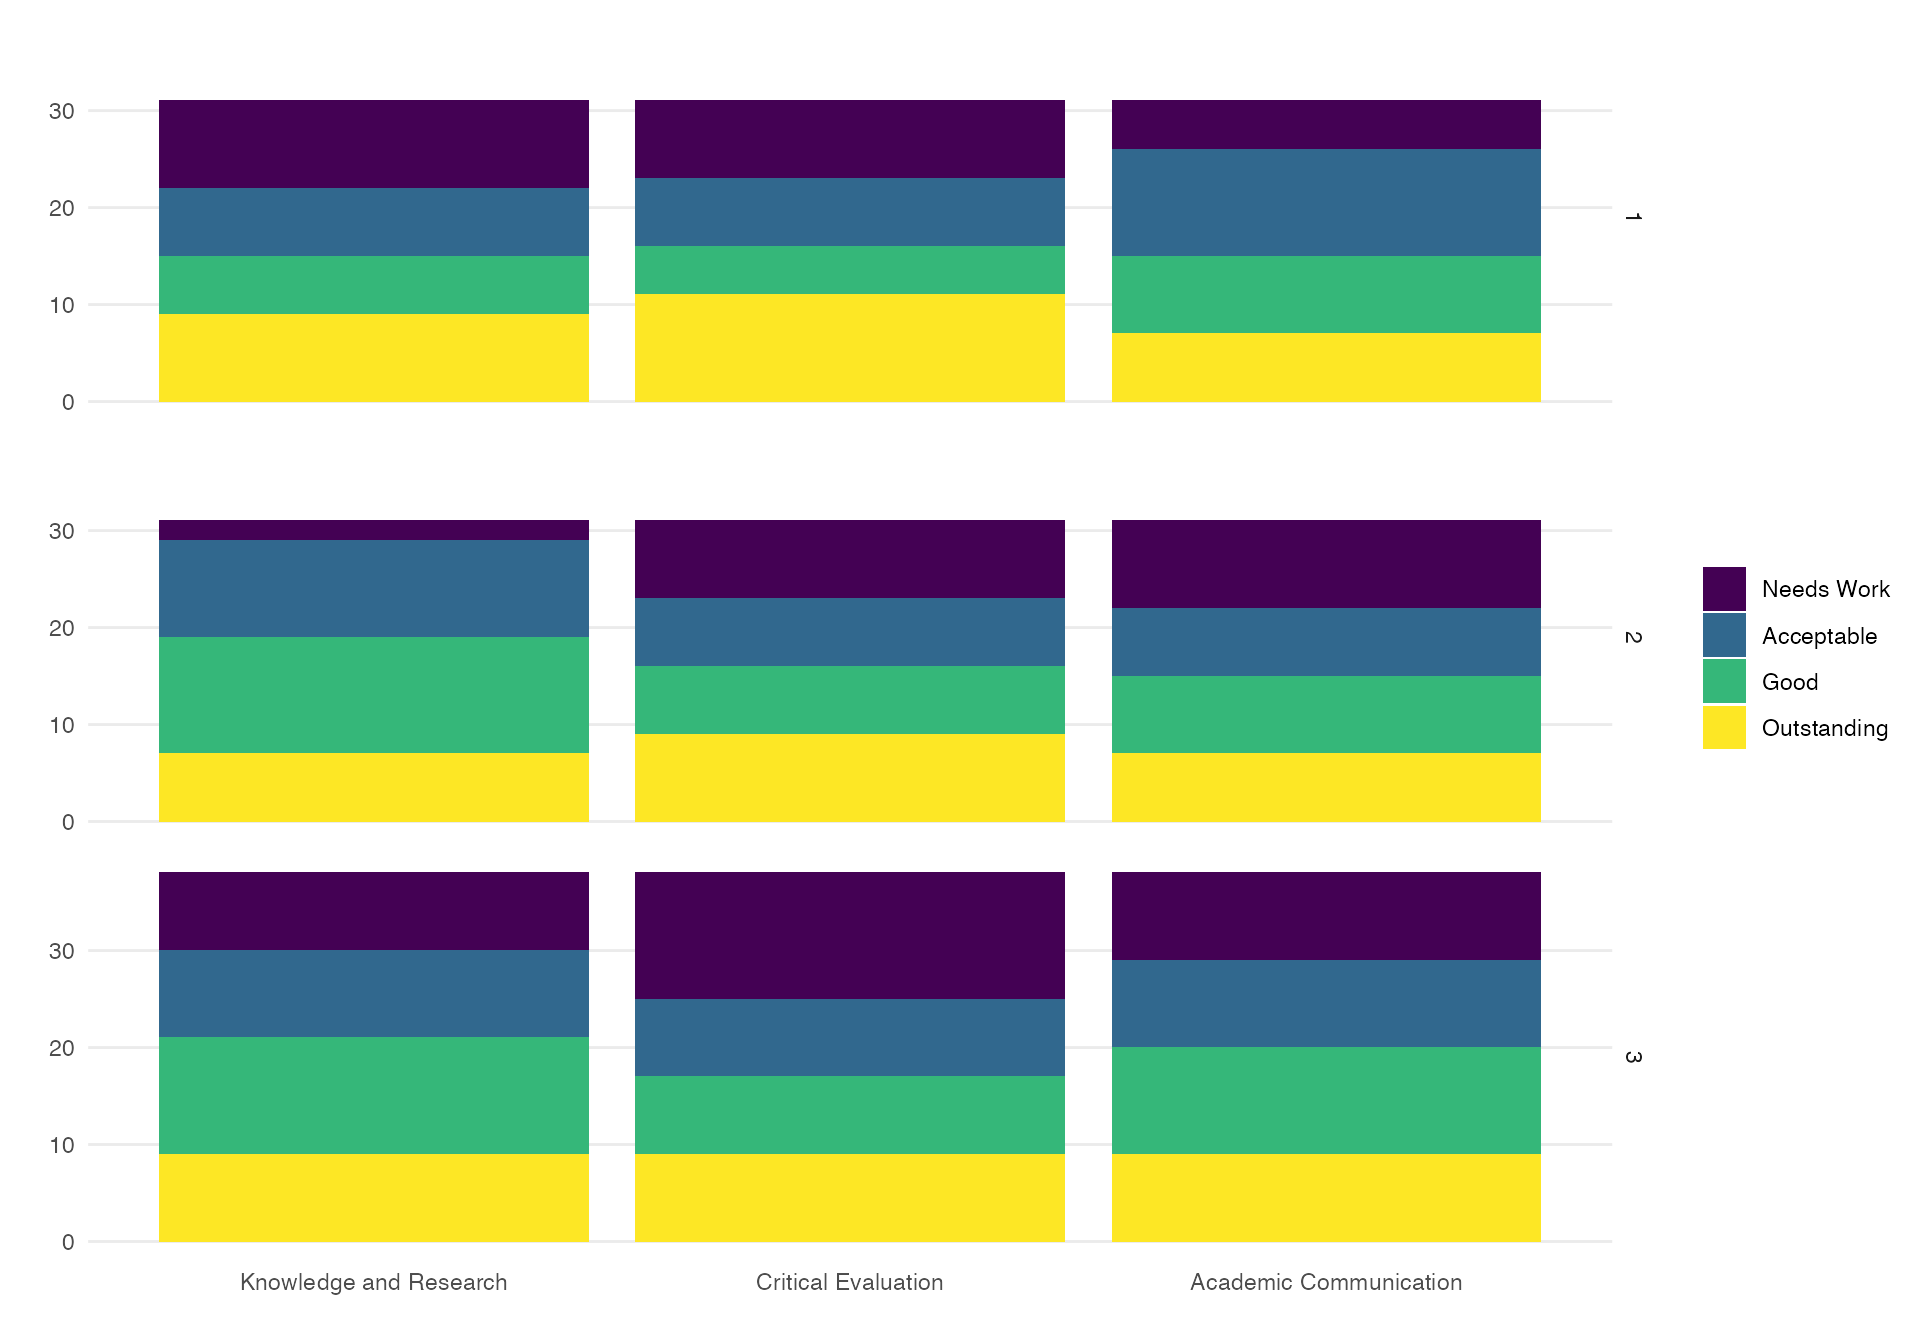 30
20
10
0
1
30
20
10
0
2
30
20
10
0
3
Knowledge and Research
Critical Evaluation
Academic Communication
Needs Work
Acceptable
Good
Outstanding